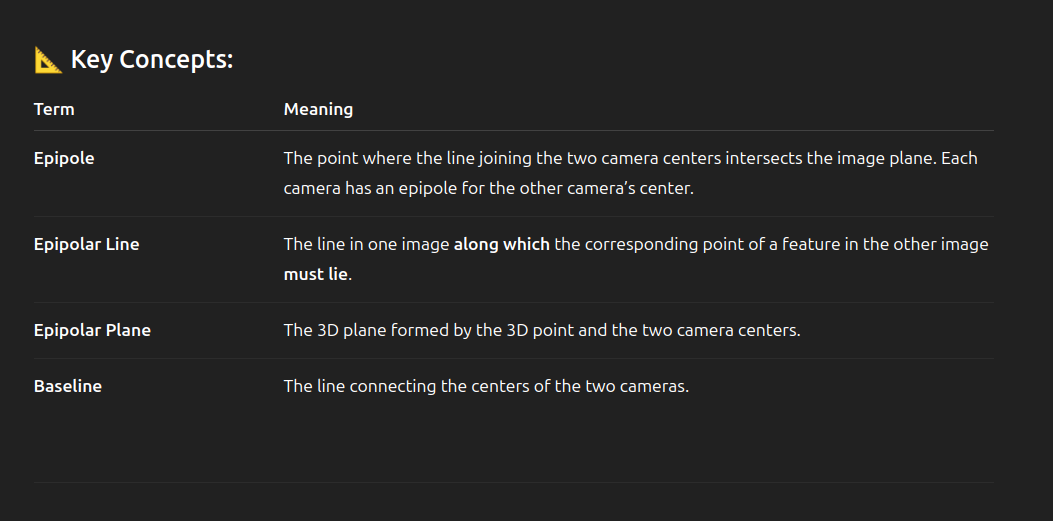 📐 Key Concepts:
Term Meaning
Epipole The point where the line joining the two camera centers intersects the image plane. Each
camera has an epipole for the other camera’s center.
Epipolar Line The line in one image along which the corresponding point of a feature in the other image
must lie.
Epipolar Plane The 3D plane formed by the 3D point and the two camera centers.
Baseline The line connecting the centers of the two cameras.